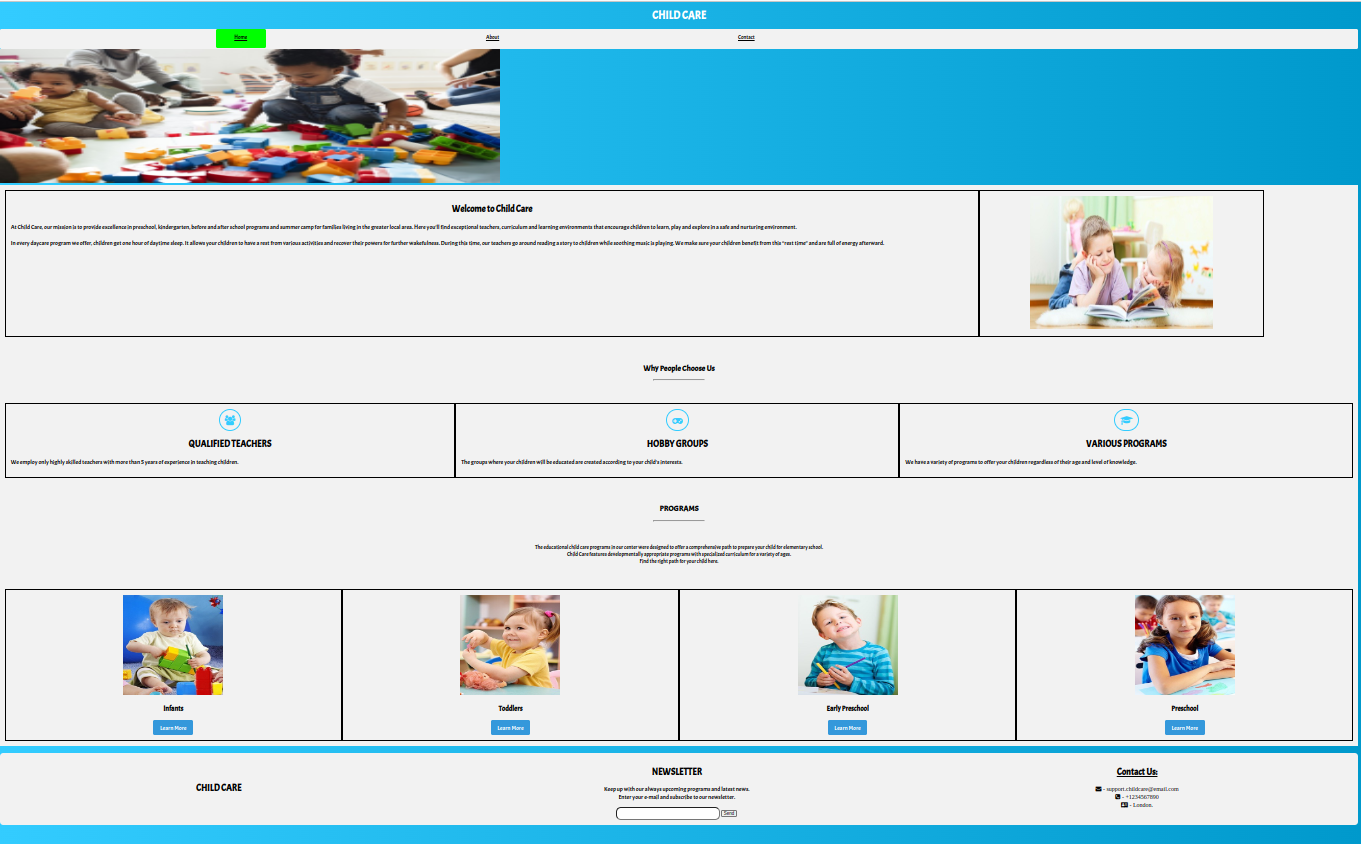 CHILD CARE
Home About Contact
Welcome to Child Care
At Child Care, our mission is to provide excellence in preschool, kindergarten, before and after school programs and summer camp for families living in the greater local area. Here you'll find exceptional teachers, curriculum and learning environments that encourage children to learn, play and explore in a safe and nurturing environment.
In every daycare program we offer, children get one hour of daytime sleep. It allows your children to have a rest from various activities and recover their powers for further wakefulness. During this time, our teachers go around reading a story to children while soothing music is playing. We make sure your children benefit from this "rest time" and are full of energy afterward.
Why People Choose Us
QUALIFIED TEACHERS
We employ only highly skilled teachers with more than 5 years of experience in teaching children.
HOBBY GROUPS
The groups where your children will be educated are created according to your child's interests.
VARIOUS PROGRAMS
We have a variety of programs to offer your children regardless of their age and level of knowledge.
PROGRAMS
The educational child care programs in our center were designed to offer a comprehensive path to prepare your child for elementary school.
Child Care features developmentally appropriate programs with specialized curriculum for a variety of ages.
Find the right path for your child here.
Infants
Learn More
Toddlers
Learn More
Early Preschool
Learn More
Preschool
Learn More
CHILD CARE
NEWSLETTER
Keep up with our always upcoming programs and latest news.
Enter your e-mail and subscribe to our newsletter.
Send
Contact Us:
- support.childcare@email.com
- +1234567890
- London.